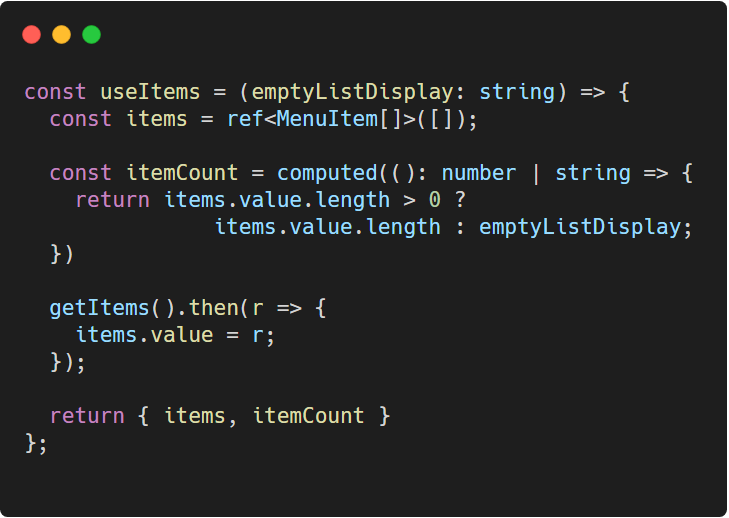 const useItems = (emptyListDisplay: string) => {
  const items = ref<MenuItem[]>([]);

  const itemCount = computed((): number | string => {
    return items.value.length > 0 ?
               items.value.length : emptyListDisplay;
  })

  getItems().then(r => {
    items.value = r;
  });

  return { items, itemCount }
};